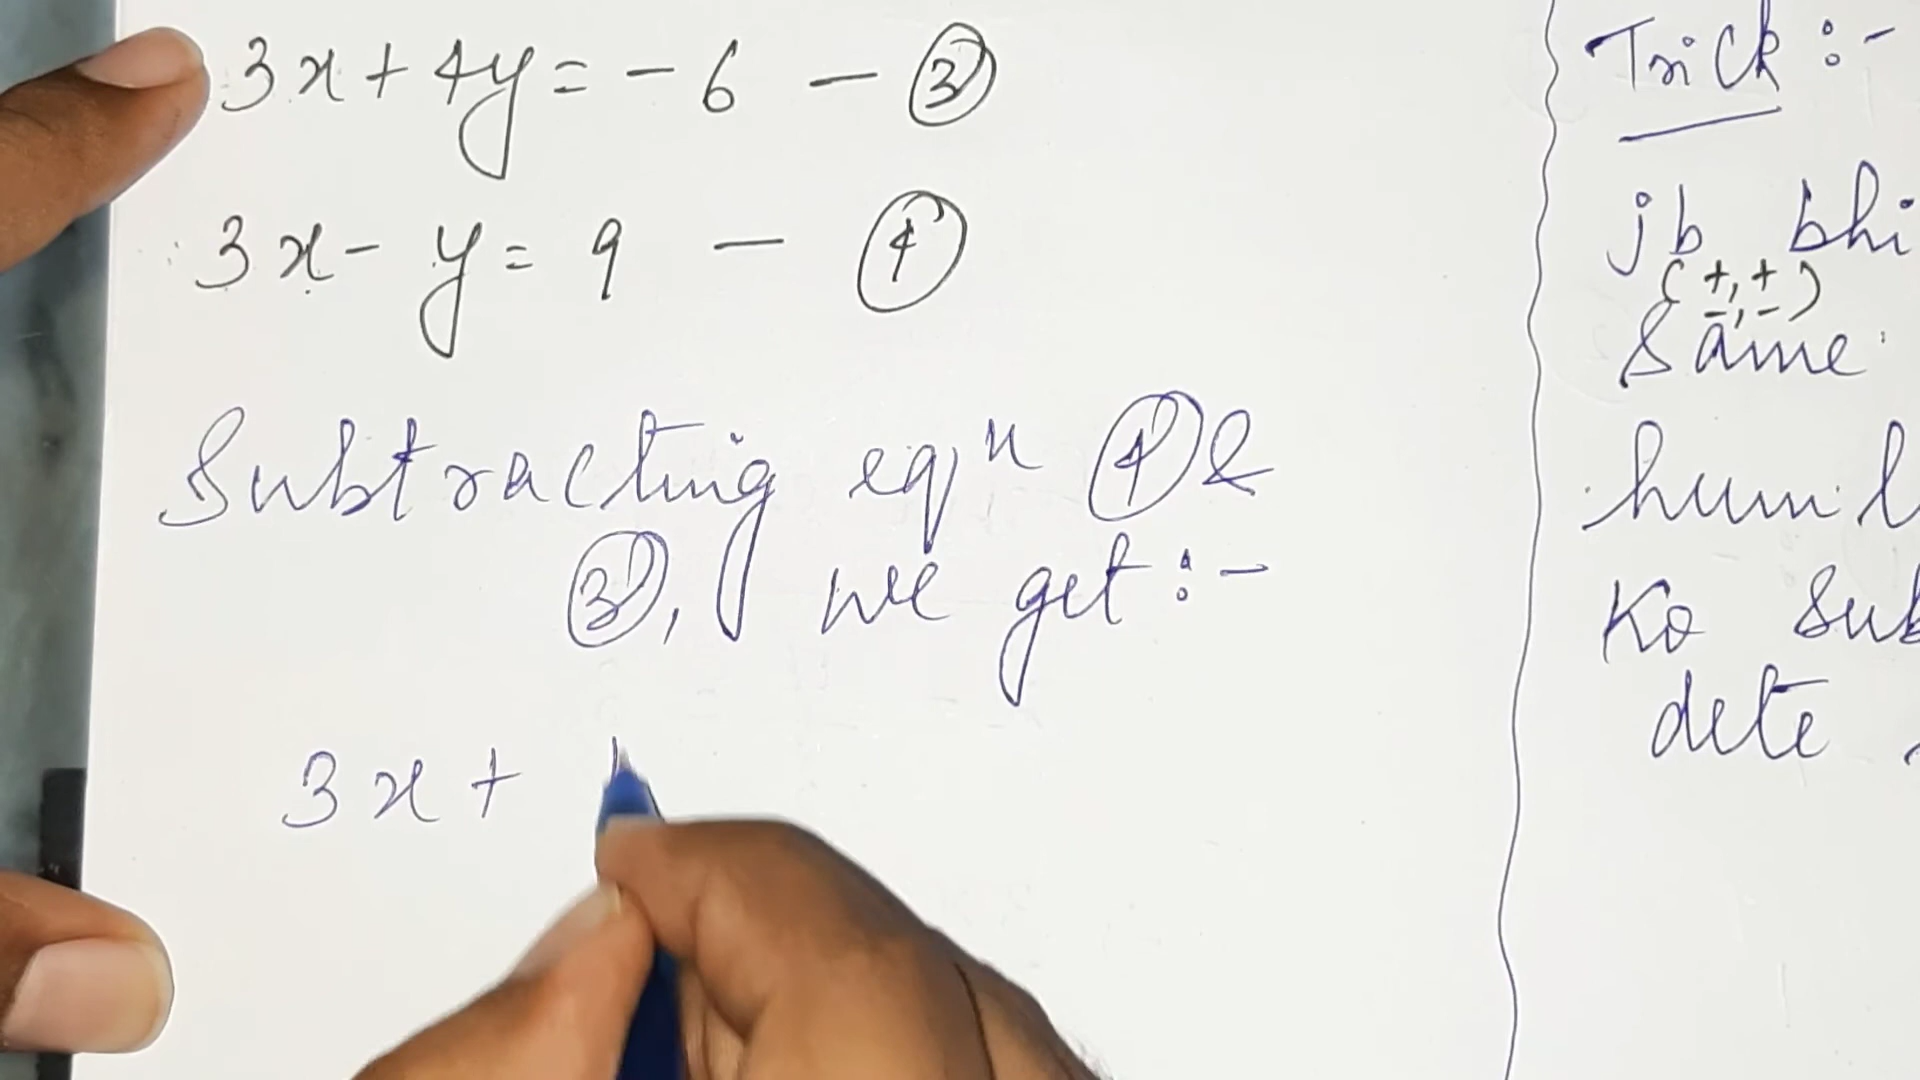 3x + 4y = - 6 - ③
3x - y = 9 - ④
Subtracting eqⁿ ④ &
③, we get :-
3x +
Trick :-
jb bhi
(+,+)
-,-)
same
hum
Ko
dete